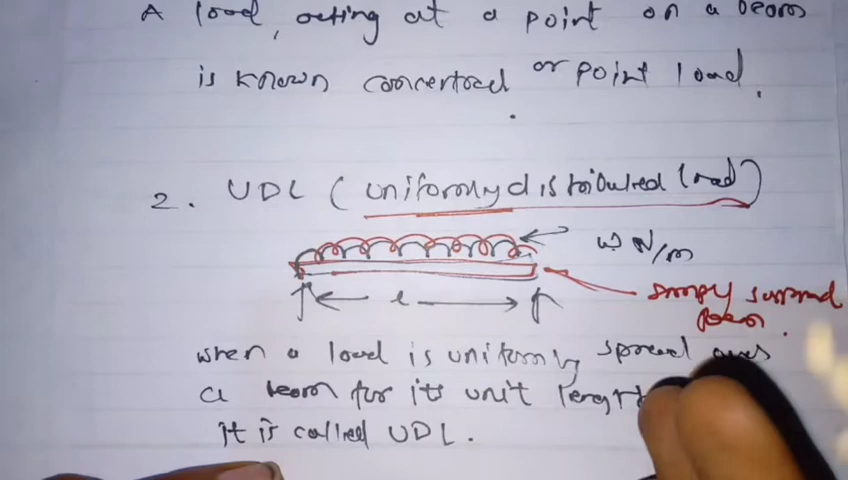 A load, acting at a point on a beam
is known concertrad or point load.
2. UDL (uniformly distributed load)
w N/m
l
simply supported
beam
when a load is uniformly spread over
a beam for its unit length
it is called UDL.